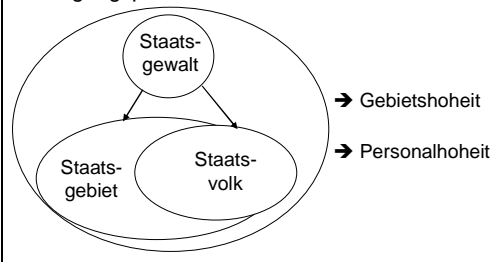 Staats-
gewalt
Staats-
gebiet
Staats-
volk
➔ Gebietshoheit
➔ Personalhoheit